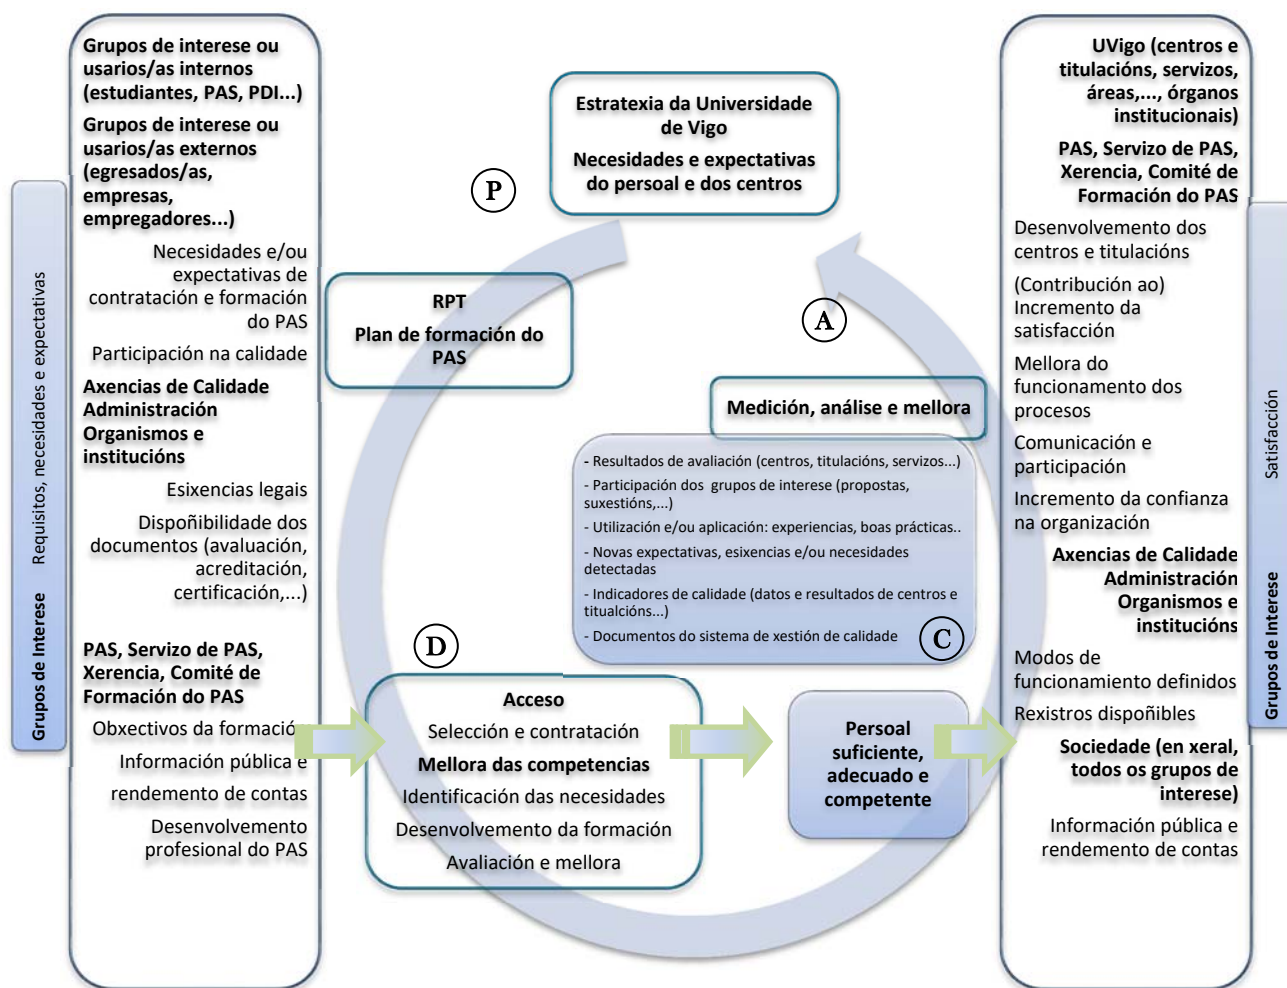 Grupos de interese ou
usarios/as internos
(estudiantes, PAS, PDI...)
Grupos de interese ou
usarios/as externos
(egresados/as,
empresas,
empregadores...)
Necesidades e/ou
expectativas de
contratación e formación
do PAS
Participación na calidade
Axencias de Calidade
Administración
Organismos e
institucións
Esixencias legais
Dispoñibilidade dos
documentos (avaluación,
acreditación,
certificación,...)
PAS, Servizo de PAS,
Xerencia, Comité de
Formación do PAS
Obxectivos da formación
Información pública e
rendemento de contas
Desenvolvemento
profesional do PAS
Grupos de Interese Requisitos, necesidades e expectativas
Estratexia da Universidade
de Vigo
Necesidades e expectativas
do persoal e dos centros
P
RPT
Plan de formación do
PAS
A
Medición, análise e mellora
- Resultados de avaliación (centros, titulacións, servizos...)
- Participación dos grupos de interese (propostas,
suxestións,...)
- Utilización e/ou aplicación: experiencias, boas prácticas..
- Novas expectativas, esixencias e/ou necesidades
detectadas
- Indicadores de calidade (datos e resultados de centros e
titualcións...)
- Documentos do sistema de xestión de calidade
C
D
Acceso
Selección e contratación
Mellora das competencias
Identificación das necesidades
Desenvolvemento da formación
Avaliación e mellora
Persoal
suficiente,
adecuado e
competente
UVigo (centros e
titulacións, servizos,
áreas,..., órganos
institucionais)
PAS, Servizo de PAS,
Xerencia, Comité de
Formación do PAS
Desenvolvemento dos
centros e titulacións
(Contribución ao)
Incremento da
satisfacción
Mellora do
funcionamento dos
procesos
Comunicación e
participación
Incremento da confianza
na organización
Axencias de Calidade
Administración
Organismos e
institucións
Modos de
funcionamiento definidos
Rexistros dispoñibles
Sociedade (en xeral,
todos os grupos de
interese)
Información pública e
rendemento de contas
Grupos de Interese Satisfacción